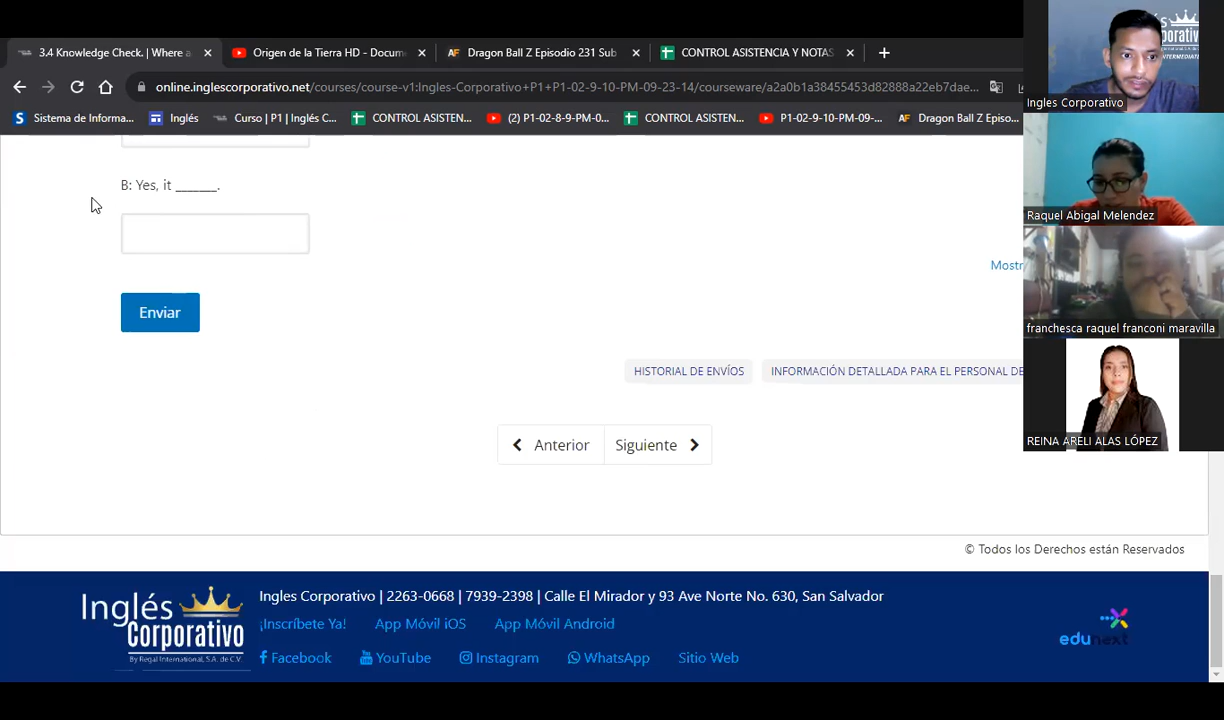 3.4 Knowledge Check. | Where a
Origen de la Tierra HD - Docume
Dragon Ball Z Episodio 231 Sub
CONTROL ASISTENCIA Y NOTAS
online.inglescorporativo.net/courses/course-v1:Ingles-Corporativo+P1+P1-02-9-10-PM-09-23-14/courseware/a2a0b1a38455453d82888a22eb7dae...
Sistema de Informa...
Inglés
Curso | P1 | Inglés C...
CONTROL ASISTEN...
(2) P1-02-8-9-PM-0...
CONTROL ASISTEN...
P1-02-9-10-PM-09-...
Dragon Ball Z Episo...
Ingles Corporativo
B: Yes, it _______.
Raquel Abigal Melendez
Mostr
Enviar
franchesca raquel franconi maravilla
HISTORIAL DE ENVÍOS
INFORMACIÓN DETALLADA PARA EL PERSONAL DE
REINA ARELI ALAS LÓPEZ
Anterior
Siguiente
© Todos los Derechos están Reservados
Inglés Corporativo
By Regal International, S.A. de C.V.
Ingles Corporativo | 2263-0668 | 7939-2398 | Calle El Mirador y 93 Ave Norte No. 630, San Salvador
¡Inscríbete Ya!
App Móvil iOS
App Móvil Android
Facebook
YouTube
Instagram
WhatsApp
Sitio Web
edunext